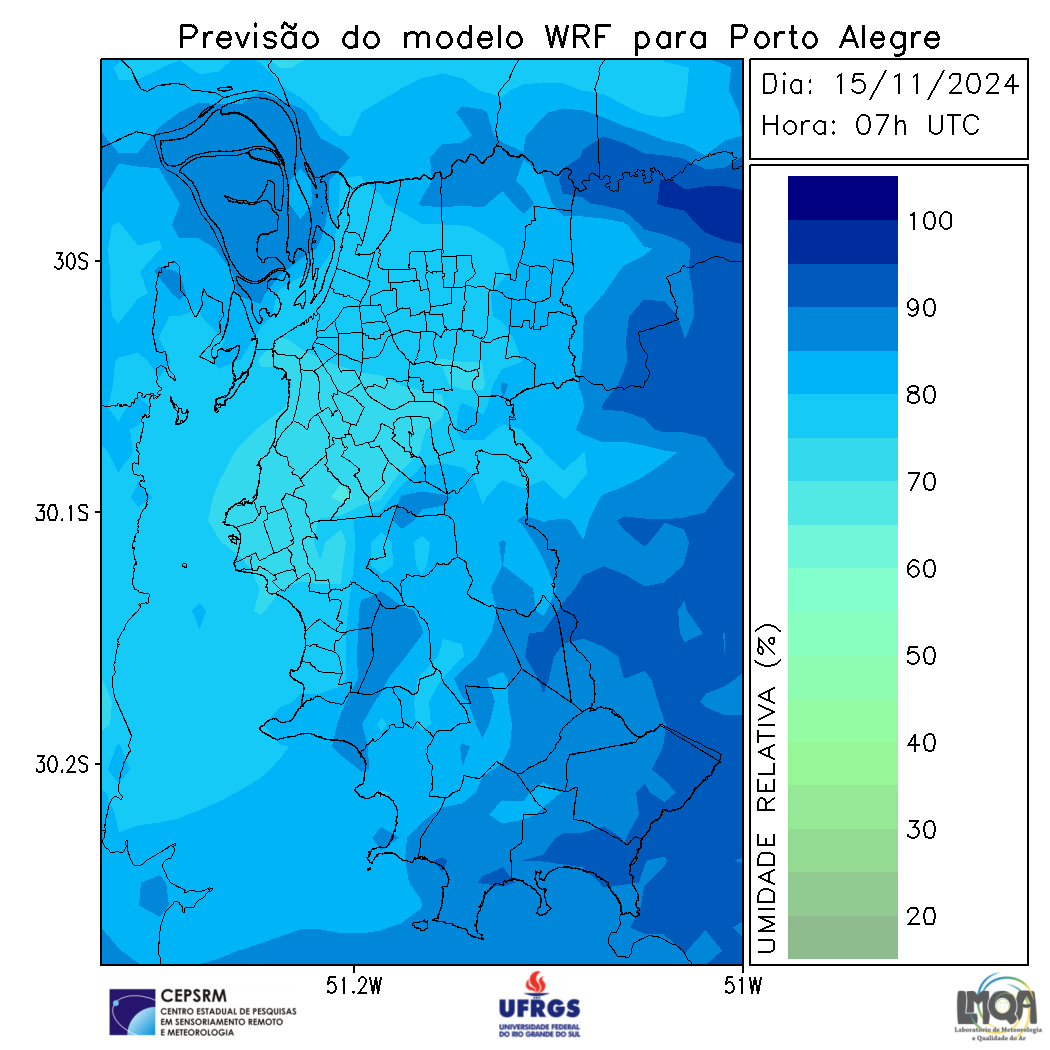 Previsão do modelo WRF para Porto Alegre
Dia: 15/11/2024
Hora: 07h UTC
30S
30.1S
30.2S
51.2W
51W
UMIDADE RELATIVA (%)
100
90
80
70
60
50
40
30
20
CEPSRM
CENTRO ESTADUAL DE PESQUISAS
EM SENSORIAMENTO REMOTO
E METEOROLOGIA
UFRGS
UNIVERSIDADE FEDERAL
DO RIO GRANDE DO SUL
LMQA
Laboratório de Meteorologia
e Qualidade do Ar